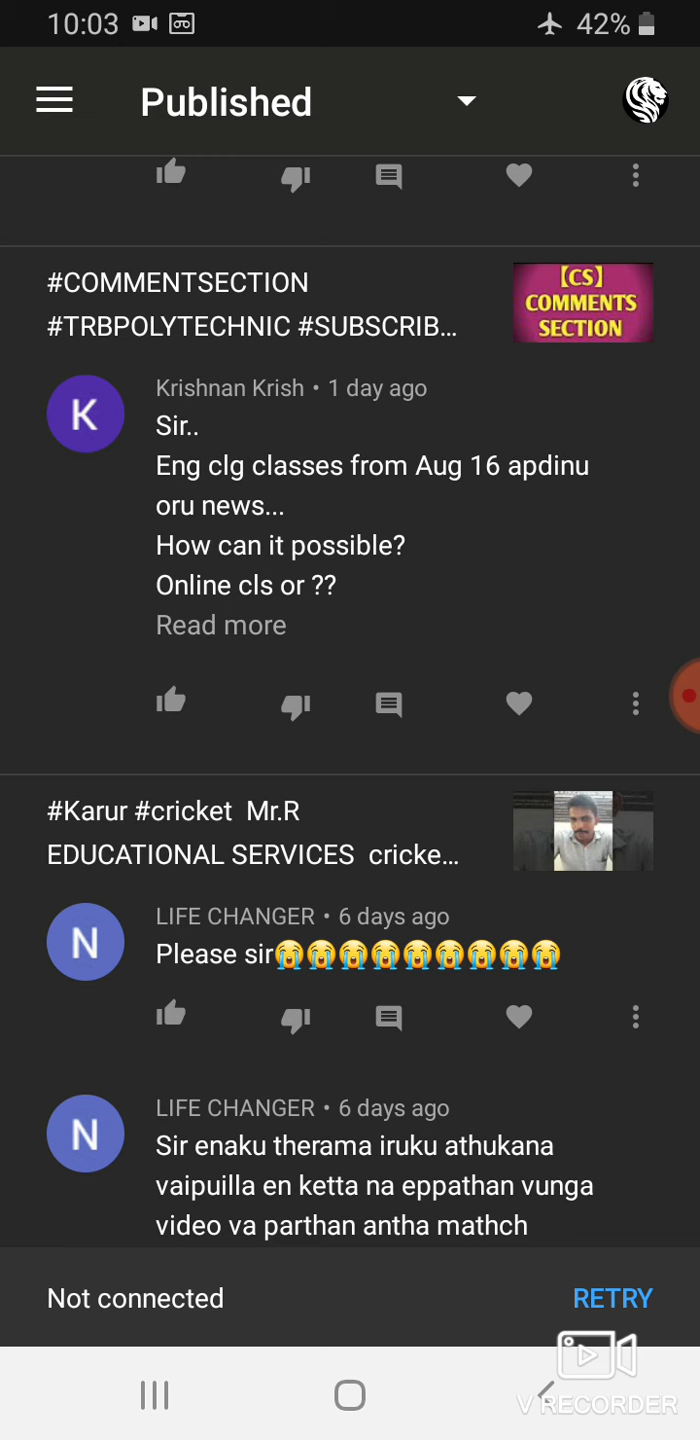 10:03 42%
Published
#COMMENTSECTION
#TRBPOLYTECHNIC #SUBSCRIB...
【CS】
COMMENTS
SECTION
K
Krishnan Krish • 1 day ago
Sir..
Eng clg classes from Aug 16 apdinu
oru news...
How can it possible?
Online cls or ??
Read more
#Karur #cricket Mr.R
EDUCATIONAL SERVICES cricke...
N
LIFE CHANGER • 6 days ago
Please sir😭😭😭😭😭😭😭😭😭
N
LIFE CHANGER • 6 days ago
Sir enaku therama iruku athukana
vaipuilla en ketta na eppathan vunga
video va parthan antha mathch
Not connected RETRY
V RECORDER